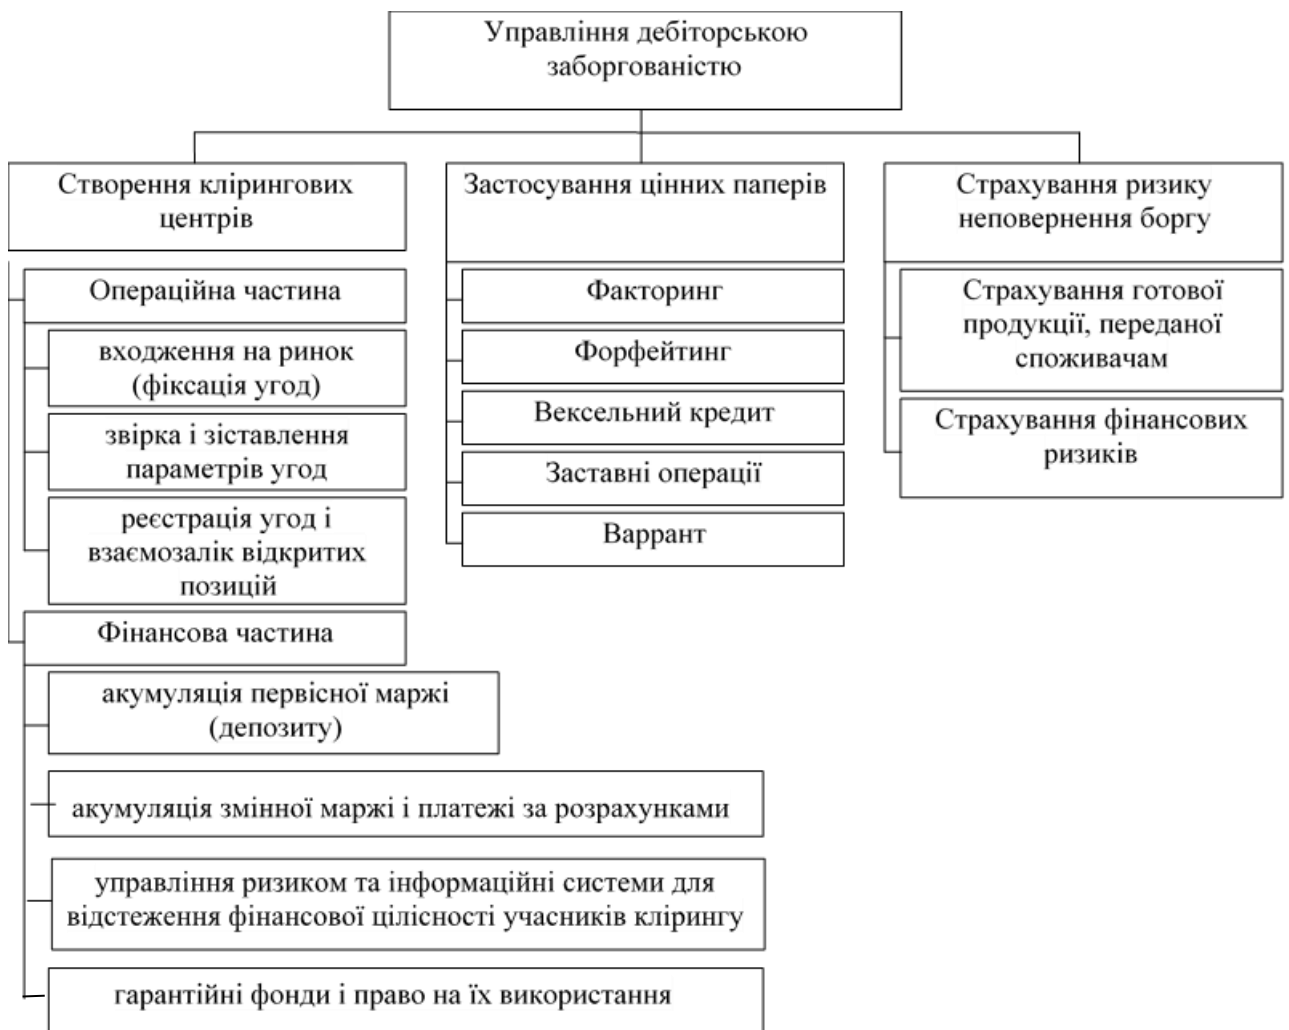 Управління дебіторською
заборгованістю
Створення клірингових
центрів
Операційна частина
входження на ринок
(фіксація угод)
звірка і зіставлення
параметрів угод
реєстрація угод і
взаємозалік відкритих
позицій
Фінансова частина
акумуляція первісної маржі
(депозиту)
акумуляція змінної маржі і платежі за розрахунками
управління ризиком та інформаційні системи для
відстеження фінансової цілісності учасників клірингу
гарантійні фонди і право на їх використання
Застосування цінних паперів
Факторинг
Форфейтинг
Вексельний кредит
Заставні операції
Варрант
Страхування ризику
неповернення боргу
Страхування готової
продукції, переданої
споживачам
Страхування фінансових
ризиків